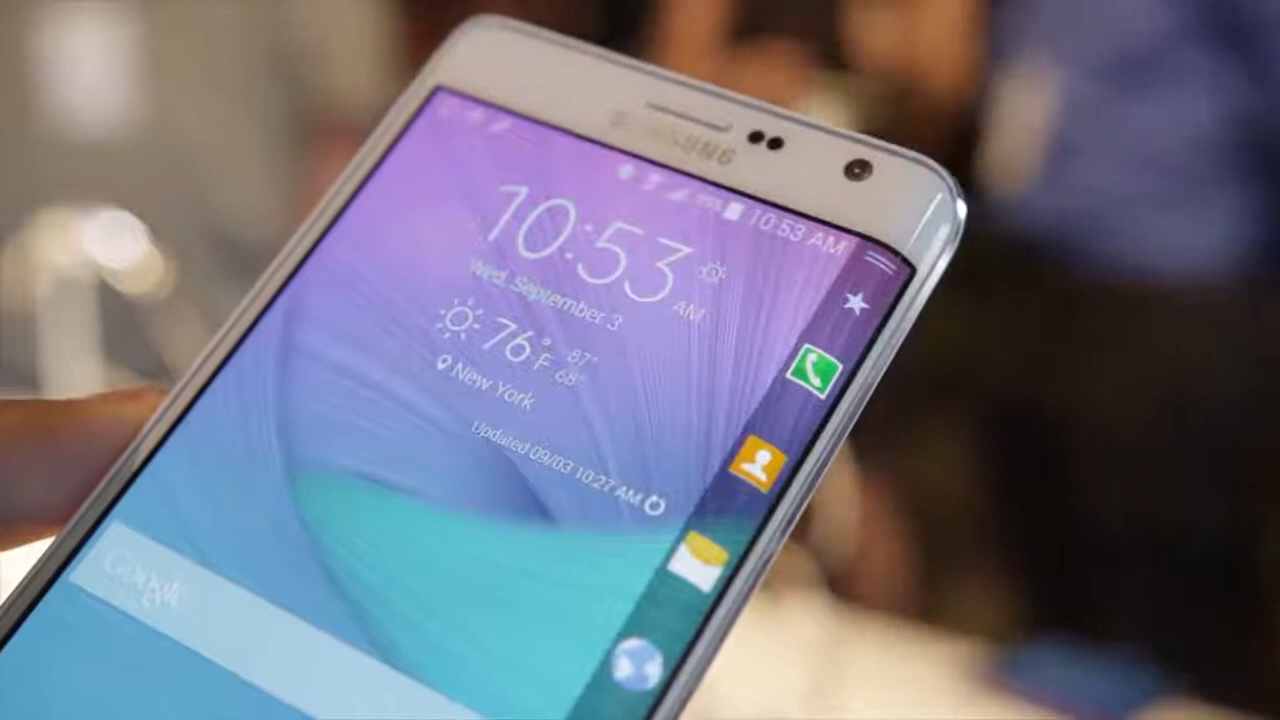 SAMSUNG
10:53 AM
10:53 AM
Wed, September 3
76°F 87°
68°
New York
Updated 09/03 10:27 AM
Google